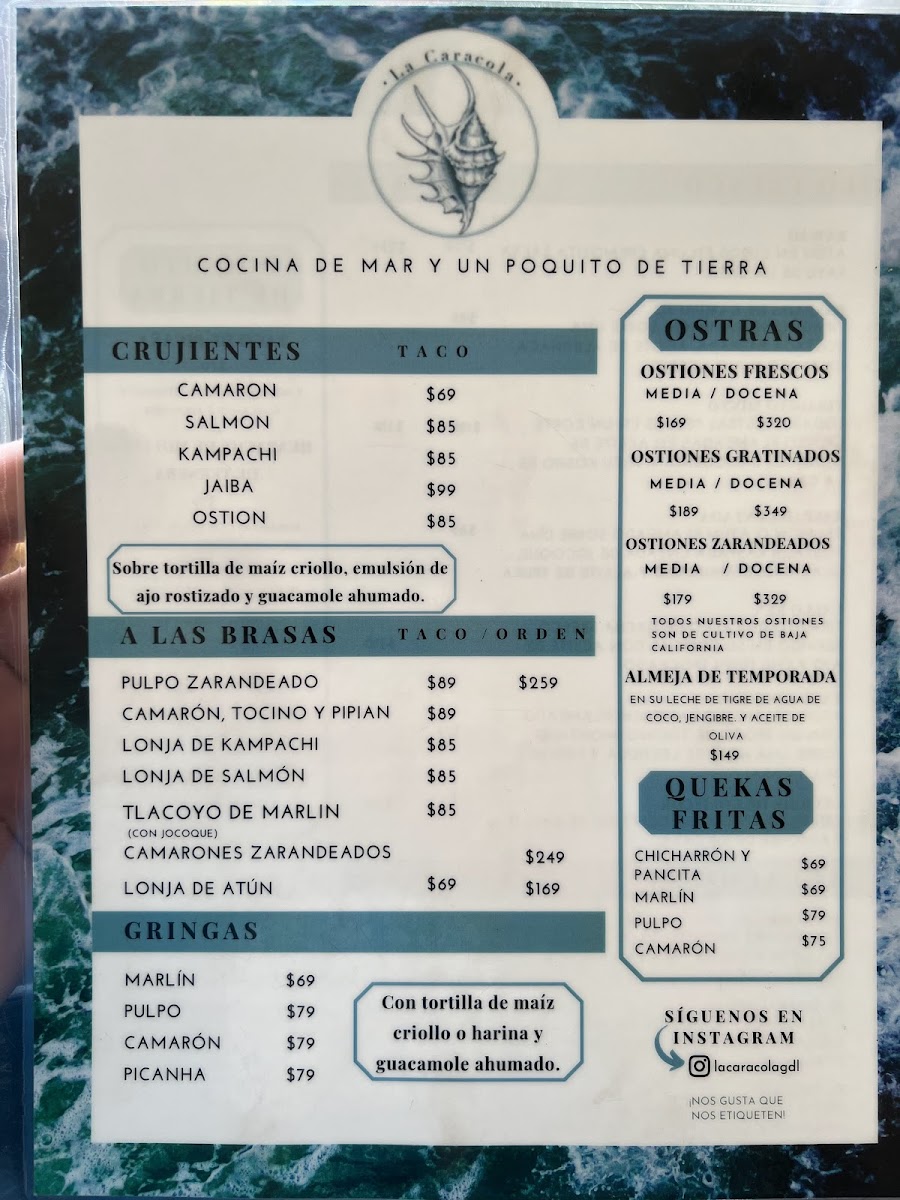 La Caracola
COCINA DE MAR Y UN POQUITO DE TIERRA
CRUJIENTES TACO
CAMARON $69
SALMON $85
KAMPACHI $85
JAIBA $99
OSTION $85
Sobre tortilla de maíz criollo, emulsión de
ajo rostizado y guacamole ahumado.
A LAS BRASAS TACO / ORDEN
PULPO ZARANDEADO $89 $259
CAMARÓN, TOCINO Y PIPIAN $89
LONJA DE KAMPACHI $85
LONJA DE SALMÓN $85
TLACOYO DE MARLIN $85
(CON JOCOQUE)
CAMARONES ZARANDEADOS $249
LONJA DE ATÚN $69 $169
GRINGAS
MARLÍN $69
PULPO $79
CAMARÓN $79
PICANHA $79
Con tortilla de maíz
criollo o harina y
guacamole ahumado.
OSTRAS
OSTIONES FRESCOS
MEDIA / DOCENA
$169 $320
OSTIONES GRATINADOS
MEDIA / DOCENA
$189 $349
OSTIONES ZARANDEADOS
MEDIA / DOCENA
$179 $329
TODOS NUESTROS OSTIONES
SON DE CULTIVO DE BAJA
CALIFORNIA
ALMEJA DE TEMPORADA
EN SU LECHE DE TIGRE DE AGUA DE
COCO, JENGIBRE. Y ACEITE DE
OLIVA
$149
QUEKAS
FRITAS
CHICHARRÓN Y
PANCITA $69
MARLÍN $69
PULPO $79
CAMARÓN $75
SÍGUENOS EN
INSTAGRAM
lacaracolagdl
¡NOS GUSTA QUE
NOS ETIQUETEN!